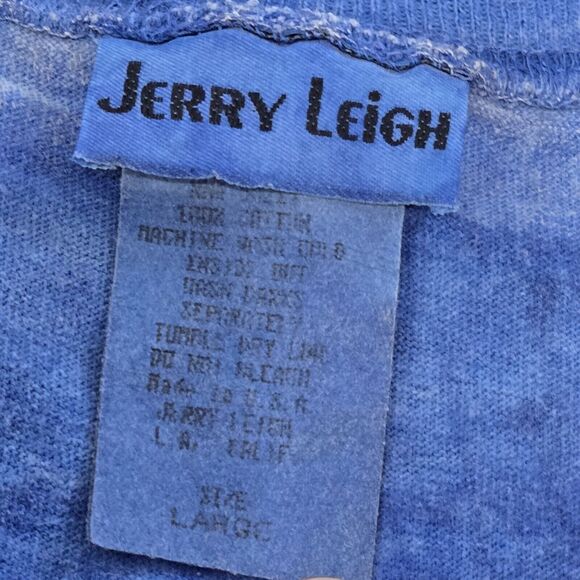 JERRY LEIGH
100% COTTON
MACHINE WASH COLD
INSIDE OUT
WASH DARKS
SEPARATELY
TUMBLE DRY LOW
DO NOT BLEACH
Made in U.S.A.
JERRY LEIGH
L.A. CALIF
SIZE
LARGE